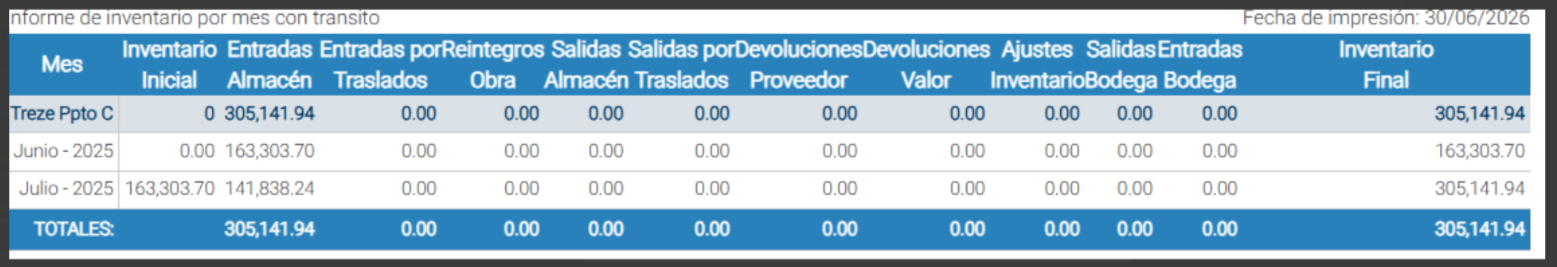 nforme de inventario por mes con transito Fecha de impresión: 30/06/2026
Mes Inventario Inicial Entradas Almacén Entradas por Traslados Reintegros Obra Salidas Almacén Salidas por Traslados Devoluciones Proveedor Devoluciones Valor Ajustes Inventario Salidas Bodega Entradas Bodega Inventario Final
Treze Ppto C 0 305,141.94 0.00 0.00 0.00 0.00 0.00 0.00 0.00 0.00 0.00 305,141.94
Junio - 2025 0.00 163,303.70 0.00 0.00 0.00 0.00 0.00 0.00 0.00 0.00 0.00 163,303.70
Julio - 2025 163,303.70 141,838.24 0.00 0.00 0.00 0.00 0.00 0.00 0.00 0.00 0.00 305,141.94
TOTALES: 305,141.94 0.00 0.00 0.00 0.00 0.00 0.00 0.00 0.00 0.00 305,141.94